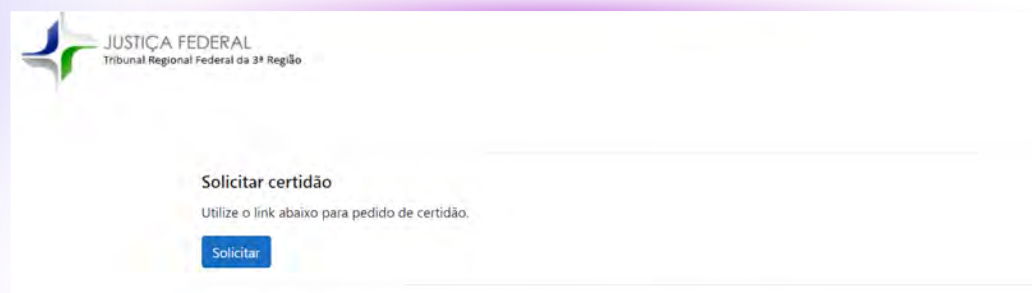 JUSTIÇA FEDERAL
Tribunal Regional Federal da 3ª Região
Solicitar certidão
Utilize o link abaixo para pedido de certidão.
Solicitar